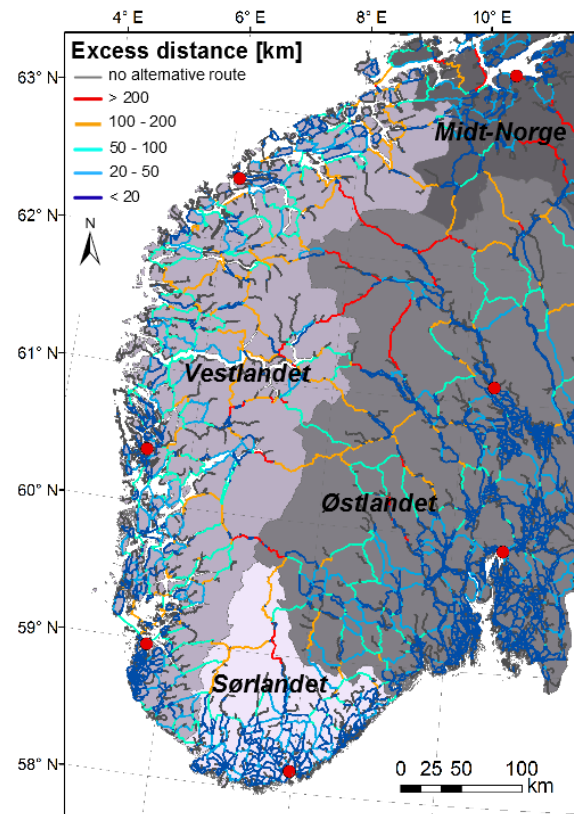 4° E 6° E 8° E 10° E
Excess distance [km]
no alternative route
> 200
100 - 200
50 - 100
20 - 50
< 20
63° N
Midt-Norge
62° N
N
61° N
Vestlandet
60° N
Østlandet
59° N
Sørlandet
58° N
0 25 50 100
km